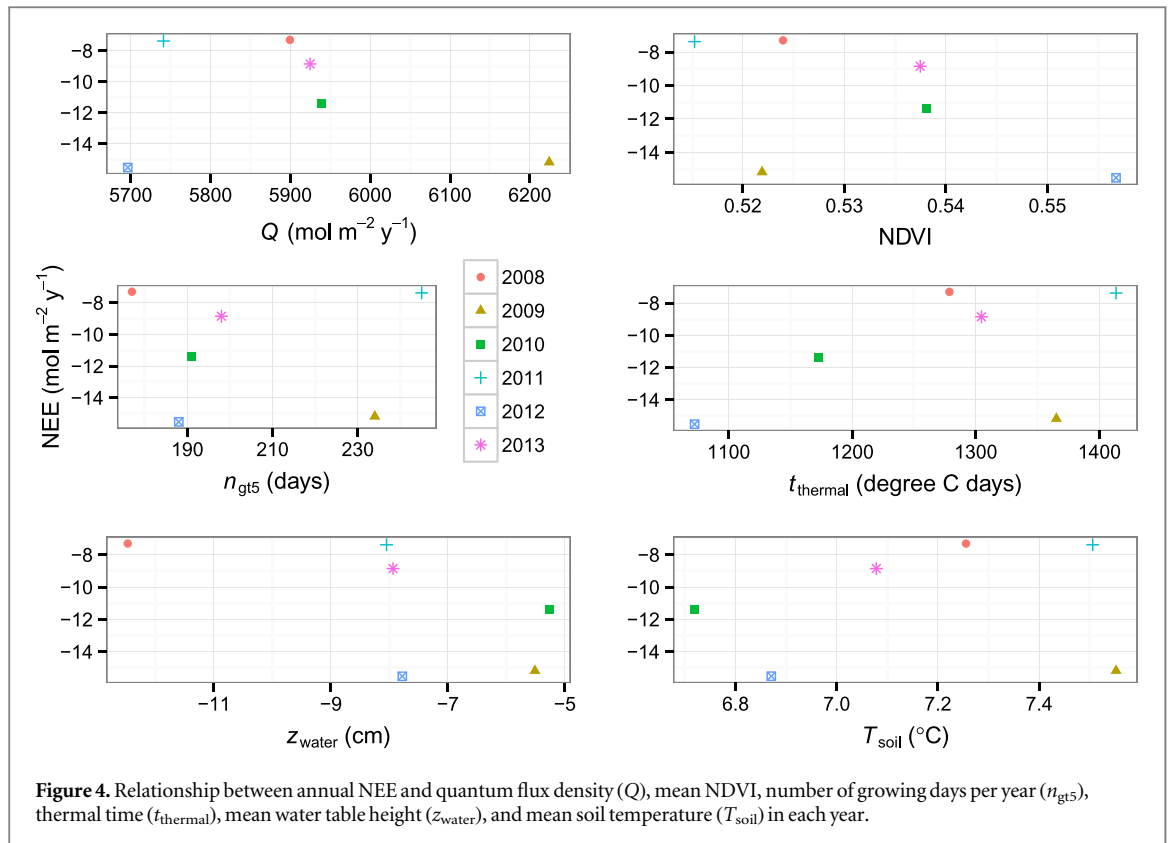 −8
−10
−12
−14
5700 5800 5900 6000 6100 6200
Q (mol m⁻² y⁻¹)
−8
−10
−12
−14
0.52 0.53 0.54 0.55
NDVI
NEE (mol m⁻² y⁻¹)
−8
−10
−12
−14
190 210 230
n_gt5 (days)
2008
2009
2010
2011
2012
2013
−8
−10
−12
−14
1100 1200 1300 1400
t_thermal (degree C days)
−8
−10
−12
−14
−11 −9 −7 −5
z_water (cm)
−8
−10
−12
−14
6.8 7.0 7.2 7.4
T_soil (°C)
Figure 4. Relationship between annual NEE and quantum flux density (Q), mean NDVI, number of growing days per year (n_gt5),
thermal time (t_thermal), mean water table height (z_water), and mean soil temperature (T_soil) in each year.